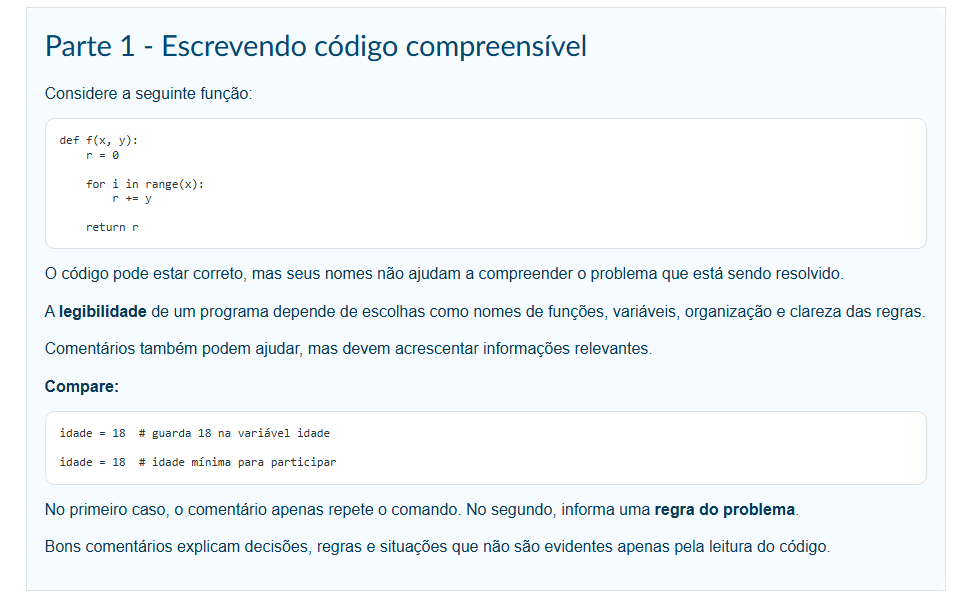 Parte 1 - Escrevendo código compreensível
Considere a seguinte função:
def f(x, y):
    r = 0
    for i in range(x):
        r += y
    return r
O código pode estar correto, mas seus nomes não ajudam a compreender o problema que está sendo resolvido.
A legibilidade de um programa depende de escolhas como nomes de funções, variáveis, organização e clareza das regras.
Comentários também podem ajudar, mas devem acrescentar informações relevantes.
Compare:
idade = 18  # guarda 18 na variável idade
idade = 18  # idade mínima para participar
No primeiro caso, o comentário apenas repete o comando. No segundo, informa uma regra do problema.
Bons comentários explicam decisões, regras e situações que não são evidentes apenas pela leitura do código.